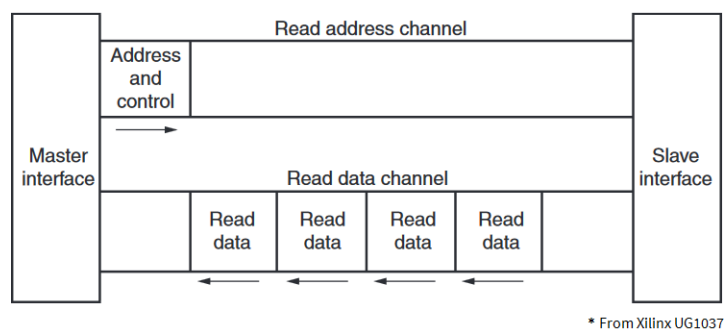 Read address channel
Address
and
control
Master
interface
Slave
interface
Read data channel
Read
data
Read
data
Read
data
Read
data
* From Xilinx UG1037